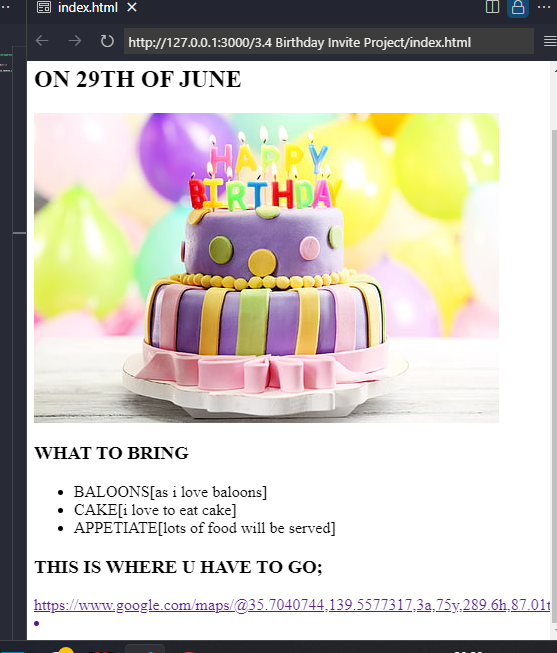 index.html
http://127.0.0.1:3000/3.4 Birthday Invite Project/index.html
ON 29TH OF JUNE
HAPPY
BIRTHDAY
WHAT TO BRING
BALOONS[as i love baloons]
CAKE[i love to eat cake]
APPETIATE[lots of food will be served]
THIS IS WHERE U HAVE TO GO;
https://www.google.com/maps/@35.7040744,139.5577317,3a,75y,289.6h,87.01t